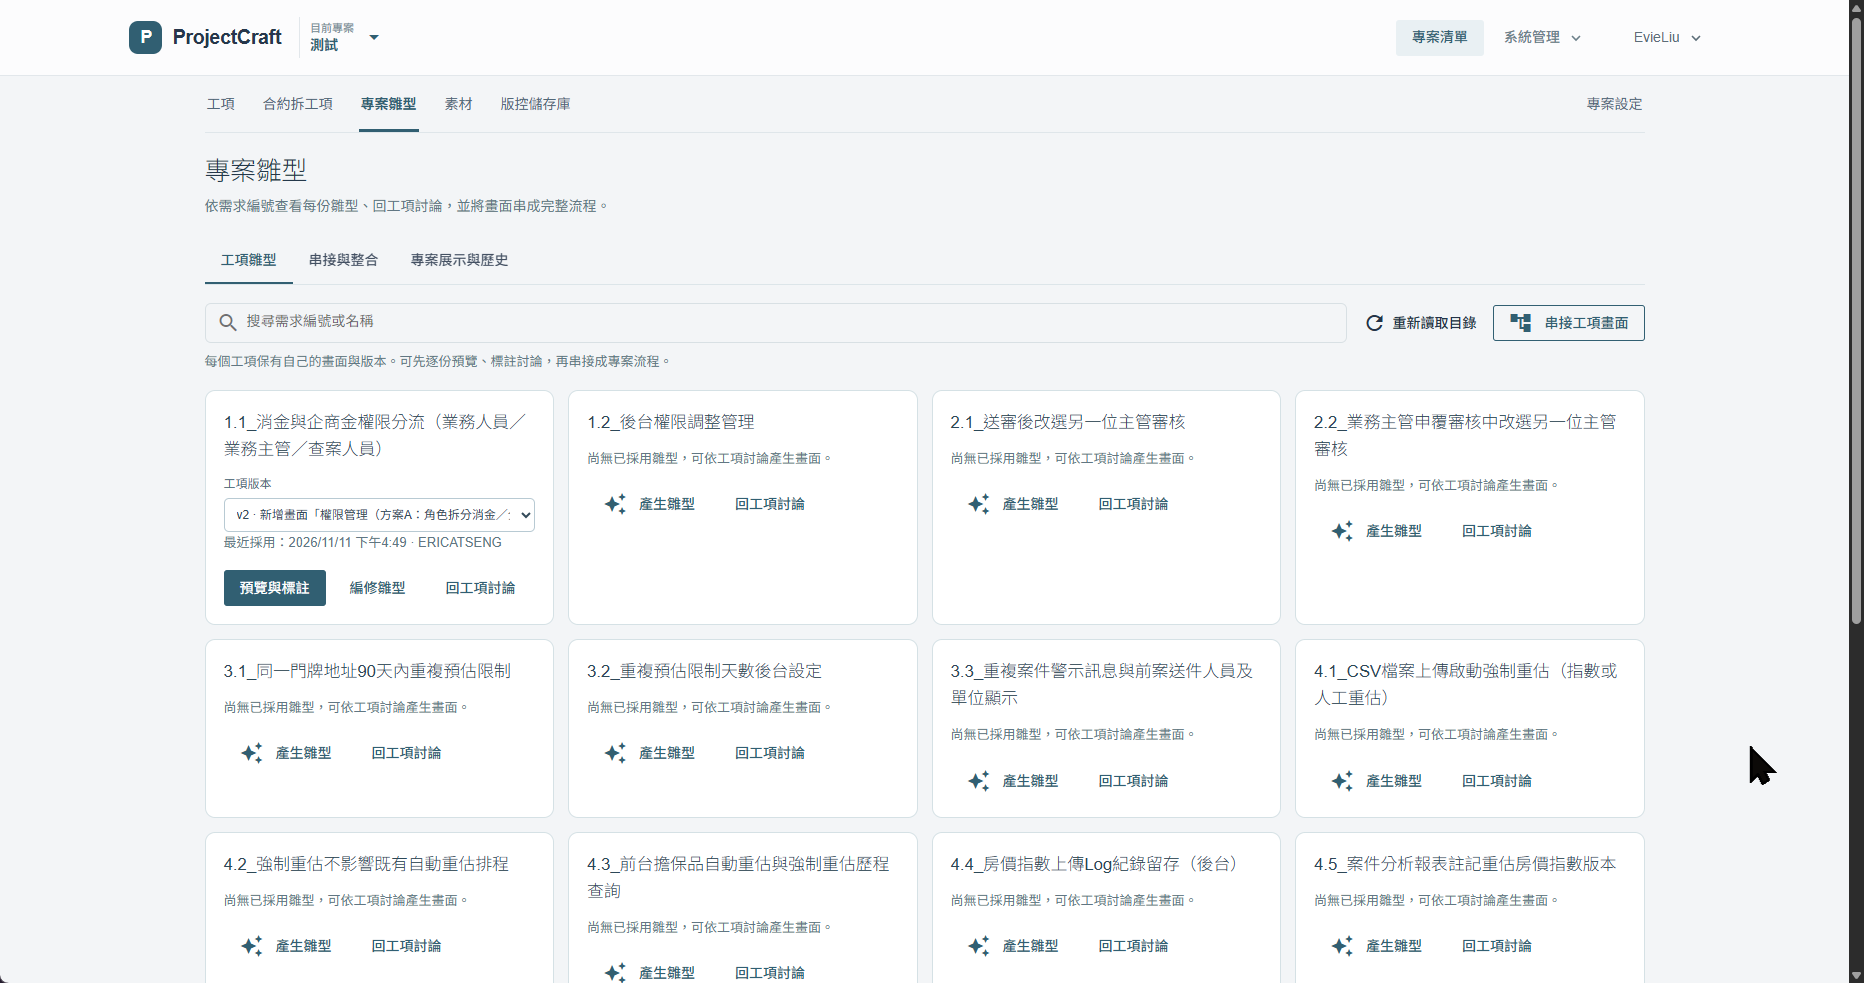 P ProjectCraft
目前專案
測試
專案清單
系統管理
EvieLiu
工項
合約拆工項
專案雛型
素材
版控儲存庫
專案設定
專案雛型
依需求編號查看每份雛型、回工項討論，並將畫面串成完整流程。
工項雛型
串接與整合
專案展示與歷史
搜尋需求編號或名稱
重新讀取目錄
串接工項畫面
每個工項保有自己的畫面與版本。可先逐份預覽、標註討論，再串接成專案流程。
1.1_消金與企商金權限分流（業務人員／
業務主管／查案人員）
工項版本
v2 · 新增畫面「權限管理（方案A：角色拆分消金／
最近採用：2026/11/11 下午4:49 · ERICATSENG
預覽與標註
編修雛型
回工項討論
1.2_後台權限調整管理
尚無已採用雛型，可依工項討論產生畫面。
產生雛型
回工項討論
2.1_送審後改選另一位主管審核
尚無已採用雛型，可依工項討論產生畫面。
產生雛型
回工項討論
2.2_業務主管申覆審核中改選另一位主管
審核
尚無已採用雛型，可依工項討論產生畫面。
產生雛型
回工項討論
3.1_同一門牌地址90天內重複預估限制
尚無已採用雛型，可依工項討論產生畫面。
產生雛型
回工項討論
3.2_重複預估限制天數後台設定
尚無已採用雛型，可依工項討論產生畫面。
產生雛型
回工項討論
3.3_重複案件警示訊息與前案送件人員及
單位顯示
尚無已採用雛型，可依工項討論產生畫面。
產生雛型
回工項討論
4.1_CSV檔案上傳啟動強制重估（指數或
人工重估）
尚無已採用雛型，可依工項討論產生畫面。
產生雛型
回工項討論
4.2_強制重估不影響既有自動重估排程
尚無已採用雛型，可依工項討論產生畫面。
產生雛型
回工項討論
4.3_前台擔保品自動重估與強制重估歷程
查詢
尚無已採用雛型，可依工項討論產生畫面。
產生雛型
回工項討論
4.4_房價指數上傳Log紀錄留存（後台）
尚無已採用雛型，可依工項討論產生畫面。
產生雛型
回工項討論
4.5_案件分析報表註記重估房價指數版本
尚無已採用雛型，可依工項討論產生畫面。
產生雛型
回工項討論